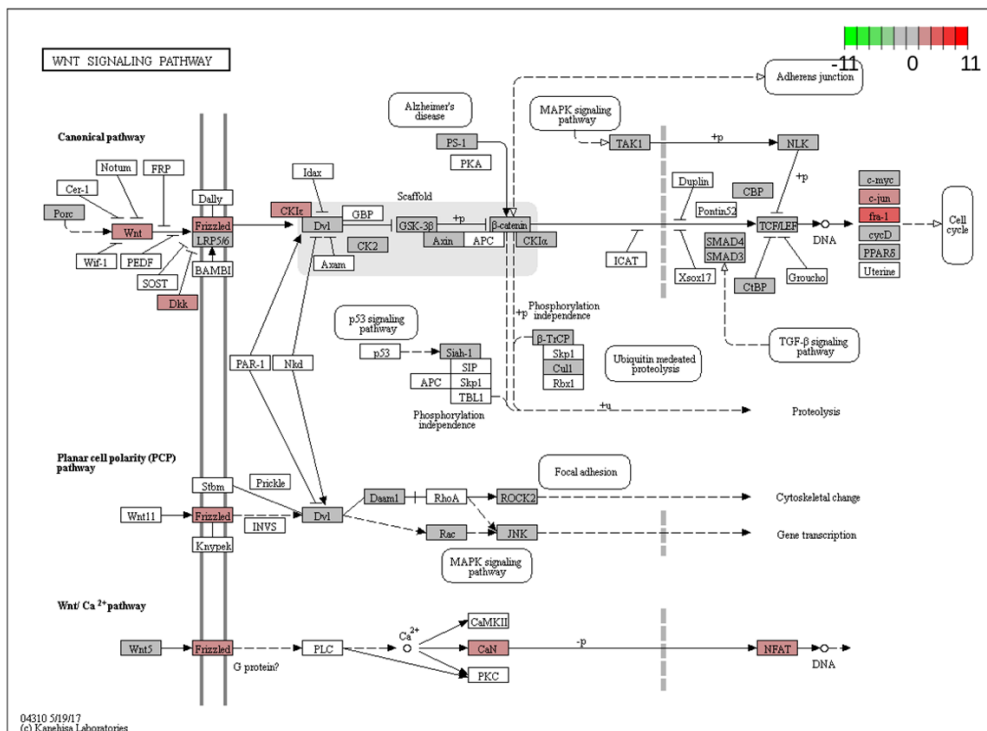 -11 0 11
WNT SIGNALING PATHWAY
Adherens junction
Alzheimer's
disease
MAPK signaling
pathway
Canonical pathway
PS-1
PKA
TAK1
+p
NLK
Notum
FRP
Cer-1
Idax
Duplin
+p
c-myc
Dally
Scaffold
CBP
c-jun
Porc
CKIε
GBP
Pontin52
Wnt
Frizzled
Dvl
GSK-3β
+p
β-catenin
TCF/LEF
DNA
fra-1
Cell
cycle
LRP5/6
CK2
Axin
APC
CKIα
SMAD4
cycD
Wif-1
PEDF
Axam
ICAT
SMAD3
PPARδ
SOST
BAMBI
Xsox17
Groucho
Uterine
Dkk
CtBP
Phosphorylation
independence
+p
p53 signaling
pathway
β-TrCP
TGF-β signaling
pathway
p53
Siah-1
Skp1
Ubiquitin medeated
proteolysis
PAR-1
Nkd
SIP
Cul1
APC
Skp1
Rbx1
TBL1
+u
Proteolysis
Phosphorylation
independence
Planar cell polarity (PCP)
pathway
Focal adhesion
Stbm
Prickle
Daam1
RhoA
ROCK2
Cytoskeletal change
Wnt11
Frizzled
INVS
Dvl
Rac
JNK
Gene transcription
Knypek
MAPK signaling
pathway
Wnt/ Ca 2+ pathway
CaMKII
Ca2+
Wnt5
Frizzled
PLC
CaN
-p
NFAT
G protein?
PKC
DNA
04310 5/19/17
(c) Kanehisa Laboratories